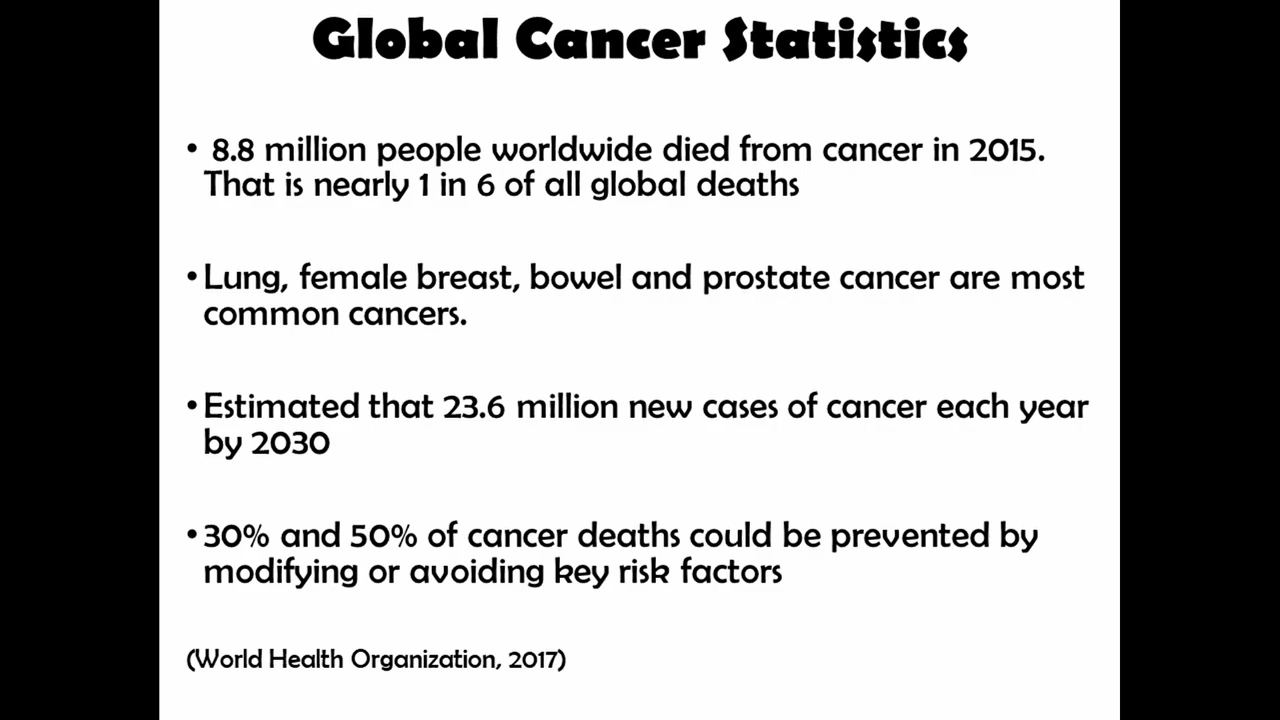 Global Cancer Statistics
• 8.8 million people worldwide died from cancer in 2015.
That is nearly 1 in 6 of all global deaths
• Lung, female breast, bowel and prostate cancer are most
common cancers.
• Estimated that 23.6 million new cases of cancer each year
by 2030
• 30% and 50% of cancer deaths could be prevented by
modifying or avoiding key risk factors
(World Health Organization, 2017)